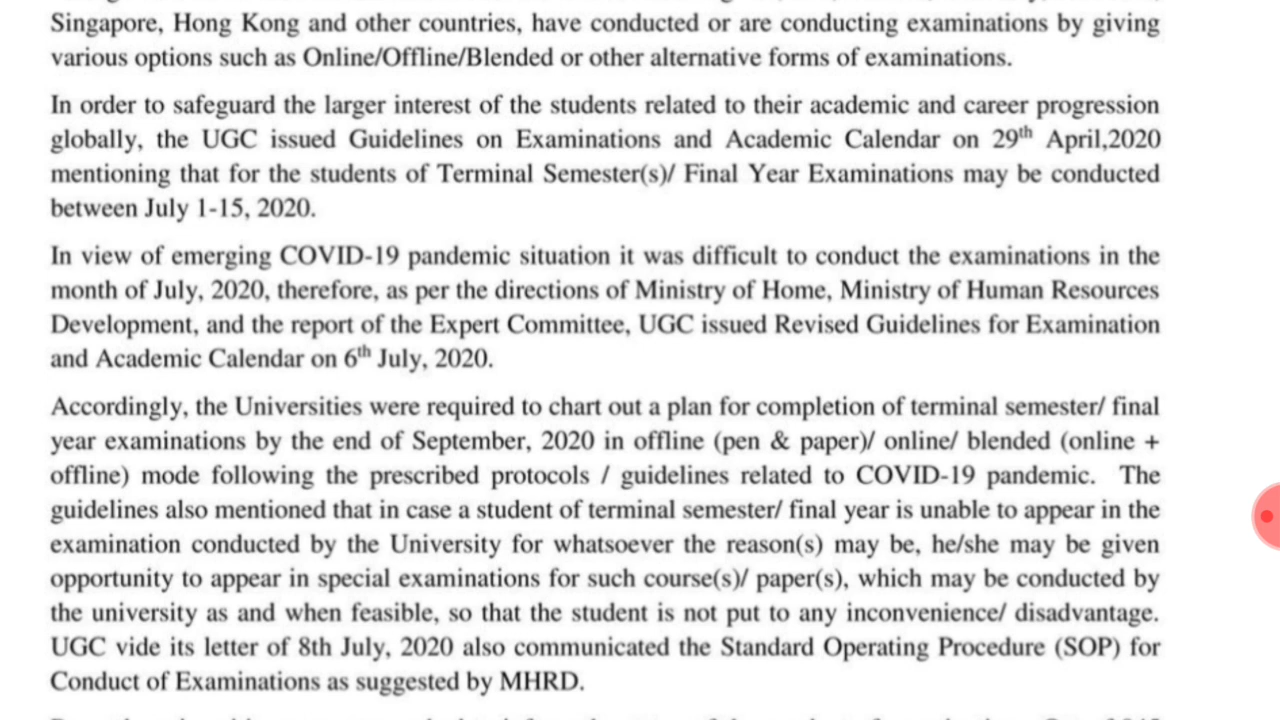 Singapore, Hong Kong and other countries, have conducted or are conducting examinations by giving
various options such as Online/Offline/Blended or other alternative forms of examinations.
In order to safeguard the larger interest of the students related to their academic and career progression
globally, the UGC issued Guidelines on Examinations and Academic Calendar on 29th April,2020
mentioning that for the students of Terminal Semester(s)/ Final Year Examinations may be conducted
between July 1-15, 2020.
In view of emerging COVID-19 pandemic situation it was difficult to conduct the examinations in the
month of July, 2020, therefore, as per the directions of Ministry of Home, Ministry of Human Resources
Development, and the report of the Expert Committee, UGC issued Revised Guidelines for Examination
and Academic Calendar on 6th July, 2020.
Accordingly, the Universities were required to chart out a plan for completion of terminal semester/ final
year examinations by the end of September, 2020 in offline (pen & paper)/ online/ blended (online +
offline) mode following the prescribed protocols / guidelines related to COVID-19 pandemic. The
guidelines also mentioned that in case a student of terminal semester/ final year is unable to appear in the
examination conducted by the University for whatsoever the reason(s) may be, he/she may be given
opportunity to appear in special examinations for such course(s)/ paper(s), which may be conducted by
the university as and when feasible, so that the student is not put to any inconvenience/ disadvantage.
UGC vide its letter of 8th July, 2020 also communicated the Standard Operating Procedure (SOP) for
Conduct of Examinations as suggested by MHRD.